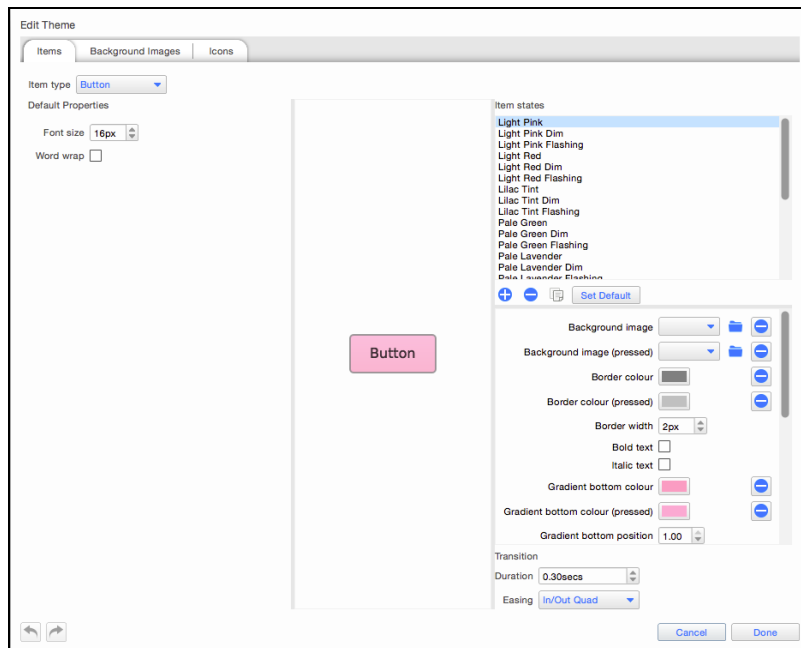 Edit Theme
Items Background Images Icons
Item type Button
Default Properties
Font size 16px
Word wrap
Button
Item states
Light Pink
Light Pink Dim
Light Pink Flashing
Light Red
Light Red Dim
Light Red Flashing
Lilac Tint
Lilac Tint Dim
Lilac Tint Flashing
Pale Green
Pale Green Dim
Pale Green Flashing
Pale Lavender
Pale Lavender Dim
Pale Lavender Flashing
Set Default
Background image
Background image (pressed)
Border colour
Border colour (pressed)
Border width 2px
Bold text
Italic text
Gradient bottom colour
Gradient bottom colour (pressed)
Gradient bottom position 1.00
Transition
Duration 0.30secs
Easing In/Out Quad
Cancel Done